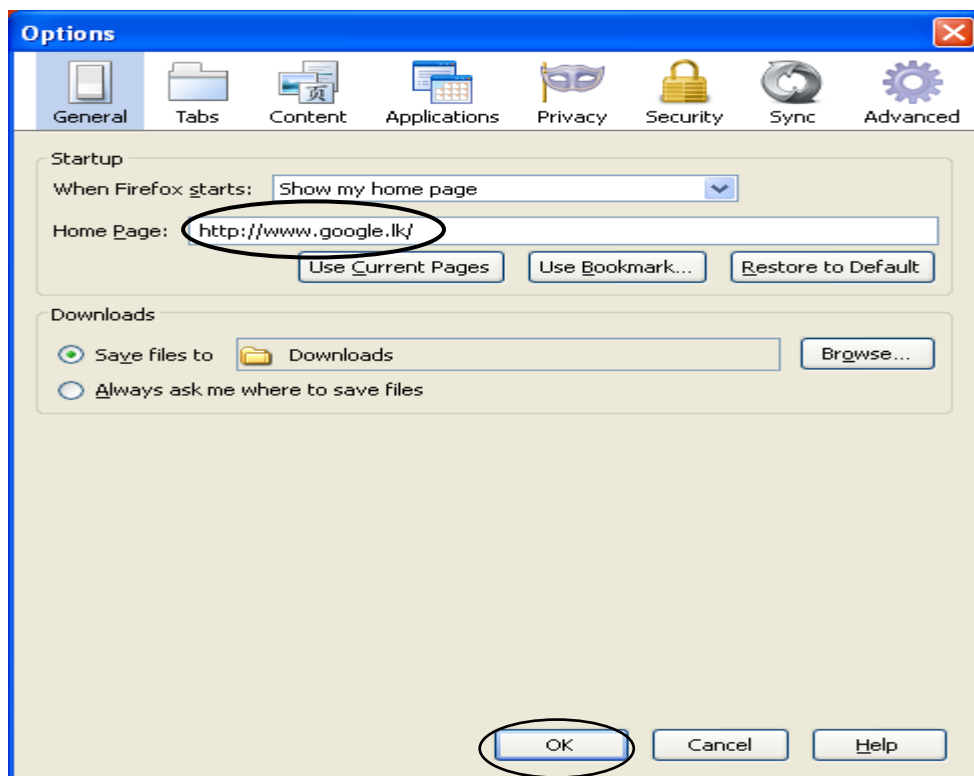 Options
General Tabs Content Applications Privacy Security Sync Advanced
Startup
When Firefox starts: Show my home page
Home Page: http://www.google.lk/
Use Current Pages Use Bookmark... Restore to Default
Downloads
Save files to Downloads Browse...
Always ask me where to save files
OK Cancel Help